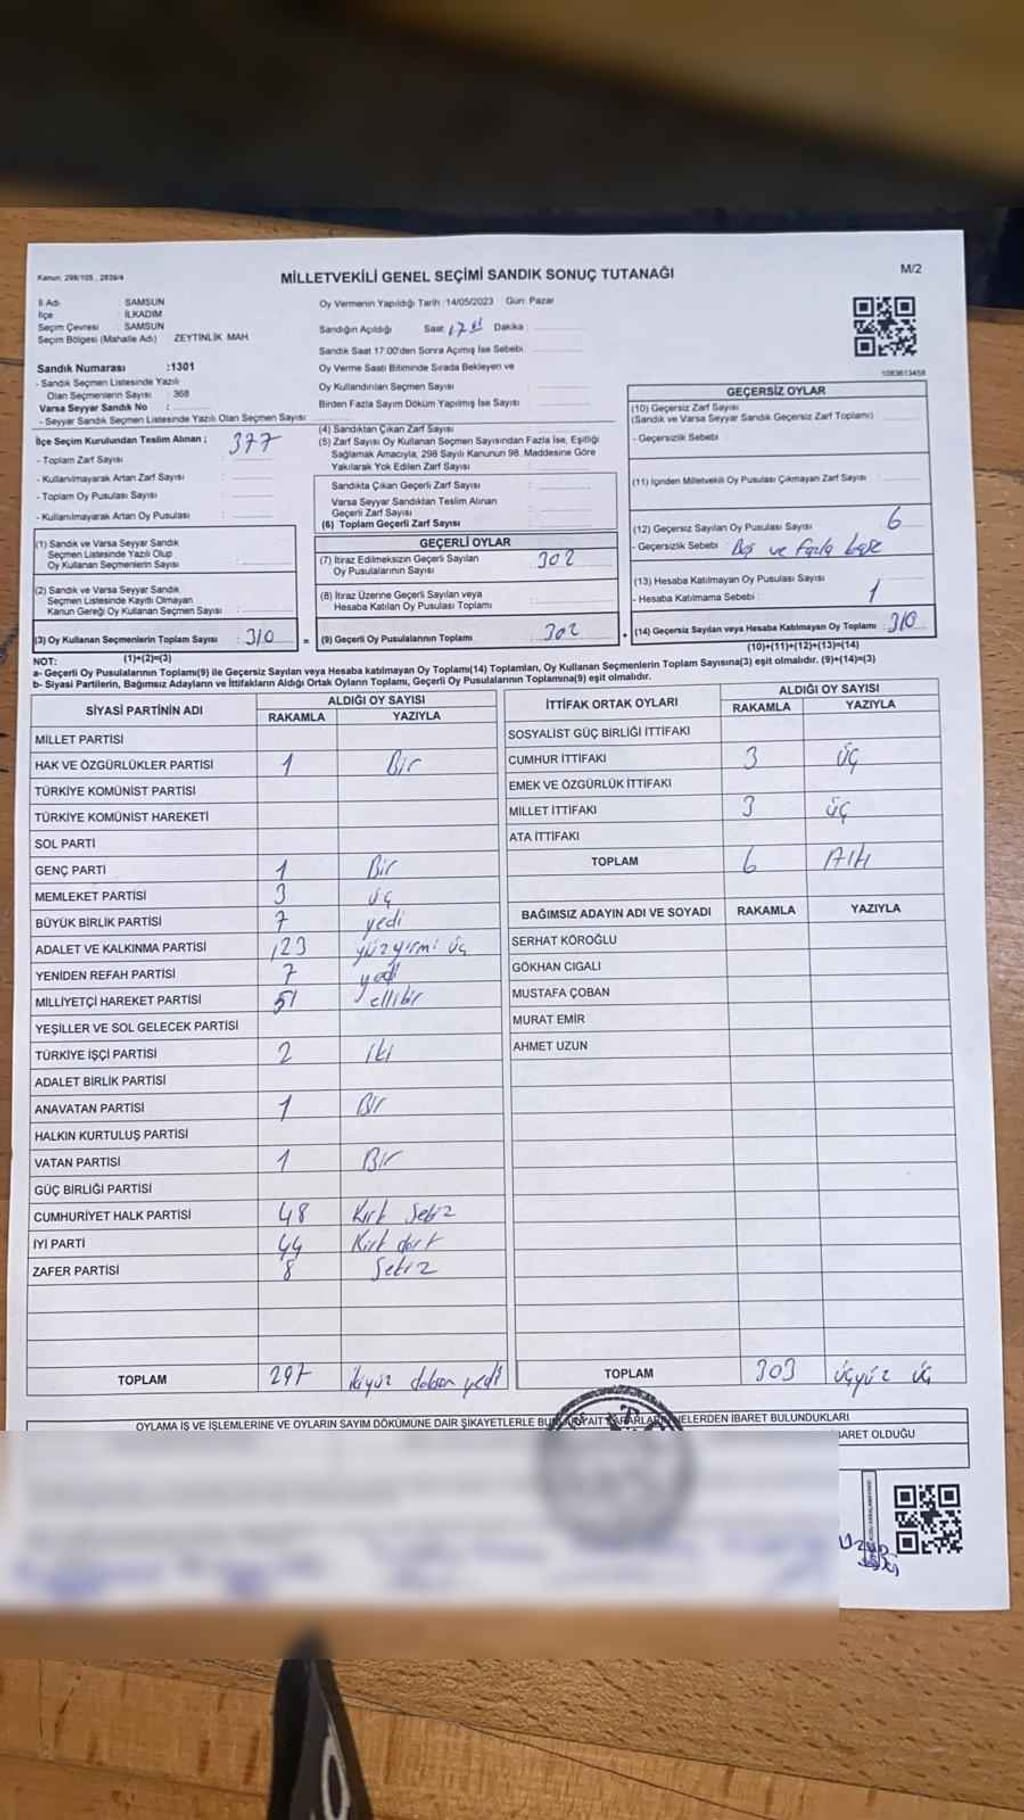 Kanun: 298/105 , 2839/4
MİLLETVEKİLİ GENEL SEÇİMİ SANDIK SONUÇ TUTANAĞI
M/2
İl Adı SAMSUN
İlçe İLKADIM
Seçim Çevresi SAMSUN
Seçim Bölgesi (Mahalle Adı) ZEYTİNLİK MAH
Sandık Numarası :1301
- Sandık Seçmen Listesinde Yazılı
Olan Seçmenlerin Sayısı : 368
Varsa Seyyar Sandık No :
- Seyyar Sandık Seçmen Listesinde Yazılı Olan Seçmen Sayısı :
İlçe Seçim Kurulundan Teslim Alınan ; 377
- Toplam Zarf Sayısı :
- Kullanılmayarak Artan Zarf Sayısı :
- Toplam Oy Pusulası Sayısı :
- Kullanılmayarak Artan Oy Pusulası :
Oy Vermenin Yapıldığı Tarih :14/05/2023 Gün: Pazar
Sandığın Açıldığı Saat Dakika :
Sandık Saat 17:00'den Sonra Açmış İse Sebebi
Oy Verme Saati Bitiminde Sırada Bekleyen ve
Oy Kullandırılan Seçmen Sayısı
Birden Fazla Sayım Döküm Yapılmış İse Sayısı
(4) Sandıktan Çıkan Zarf Sayısı
(5) Zarf Sayısı Oy Kullanan Seçmen Sayısından Fazla İse, Eşitliği
Sağlamak Amacıyla, 298 Sayılı Kanunun 98. Maddesine Göre
Yakılarak Yok Edilen Zarf Sayısı
Sandıkta Çıkan Geçerli Zarf Sayısı
Varsa Seyyar Sandıktan Teslim Alınan
Geçerli Zarf Sayısı
(6) Toplam Geçerli Zarf Sayısı
1083613458
GEÇERSİZ OYLAR
(10) Geçersiz Zarf Sayısı
(Sandık ve Varsa Seyyar Sandık Geçersiz Zarf Toplamı)
- Geçersizlik Sebebi
(11) İçinden Milletvekili Oy Pusulası Çıkmayan Zarf Sayısı
(12) Geçersiz Sayılan Oy Pusulası Sayısı 6
- Geçersizlik Sebebi : Boş ve fazla
(13) Hesaba Katılmayan Oy Pusulası Sayısı
- Hesaba Katılmama Sebebi : 1
(14) Geçersiz Sayılan veya Hesaba Katılmayan Oy Toplamı : 310
(10)+(11)+(12)+(13)=(14)
(1) Sandık ve Varsa Seyyar Sandık
Seçmen Listesinde Yazılı Olup
Oy Kullanan Seçmenlerin Sayısı
(2) Sandık ve Varsa Seyyar Sandık
Seçmen Listesinde Kayıtlı Olmayan
Kanun Gereği Oy Kullanan Seçmen Sayısı :
(3) Oy Kullanan Seçmenlerin Toplam Sayısı : 310 =
(1)+(2)=(3)
GEÇERLİ OYLAR
(7) İtiraz Edilmeksizin Geçerli Sayılan
Oy Pusulalarının Sayısı 302
(8) İtiraz Üzerine Geçerli Sayılan veya
Hesaba Katılan Oy Pusulası Toplamı
(9) Geçerli Oy Pusulalarının Toplamı : 302 +
NOT:
a- Geçerli Oy Pusulalarının Toplamı(9) ile Geçersiz Sayılan veya Hesaba katılmayan Oy Toplamı(14) Toplamları, Oy Kullanan Seçmenlerin Toplam Sayısına(3) eşit olmalıdır. (9)+(14)=(3)
b- Siyasi Partilerin, Bağımsız Adayların ve İttifakların Aldığı Ortak Oyların Toplamı, Geçerli Oy Pusulalarının Toplamına(9) eşit olmalıdır.
SİYASİ PARTİNİN ADI ALDIĞI OY SAYISI
RAKAMLA YAZIYLA
MİLLET PARTİSİ
HAK VE ÖZGÜRLÜKLER PARTİSİ 1 Bir
TÜRKİYE KOMÜNİST PARTİSİ
TÜRKİYE KOMÜNİST HAREKETİ
SOL PARTİ
GENÇ PARTİ 1 Bir
MEMLEKET PARTİSİ 3 üç
BÜYÜK BİRLİK PARTİSİ 7 yedi
ADALET VE KALKINMA PARTİSİ 123 yüzyirmi üç
YENİDEN REFAH PARTİSİ 7 yedi
MİLLİYETÇİ HAREKET PARTİSİ 51 ellibir
YEŞİLLER VE SOL GELECEK PARTİSİ
TÜRKİYE İŞÇİ PARTİSİ 2 iki
ADALET BİRLİK PARTİSİ
ANAVATAN PARTİSİ 1 Bir
HALKIN KURTULUŞ PARTİSİ
VATAN PARTİSİ 1 Bir
GÜÇ BİRLİĞİ PARTİSİ
CUMHURİYET HALK PARTİSİ 48 Kırk Sekiz
İYİ PARTİ 44 Kırk dört
ZAFER PARTİSİ 8 Sekiz
TOPLAM 297 ikiyüz doksan yedi
İTTİFAK ORTAK OYLARI ALDIĞI OY SAYISI
RAKAMLA YAZIYLA
SOSYALİST GÜÇ BİRLİĞİ İTTİFAKI
CUMHUR İTTİFAKI 3 üç
EMEK VE ÖZGÜRLÜK İTTİFAKI
MİLLET İTTİFAKI 3 üç
ATA İTTİFAKI
TOPLAM 6 Altı
BAĞIMSIZ ADAYIN ADI VE SOYADI RAKAMLA YAZIYLA
SERHAT KÖROĞLU
GÖKHAN CIGALI
MUSTAFA ÇOBAN
MURAT EMİR
AHMET UZUN
TOPLAM 303 üçyüz üç
OYLAMA İŞ VE İŞLEMLERİNE VE OYLARIN SAYIM DÖKÜMÜNE DAİR ŞİKAYETLERLE İBARET BULUNDUKLARI
OLDUĞU